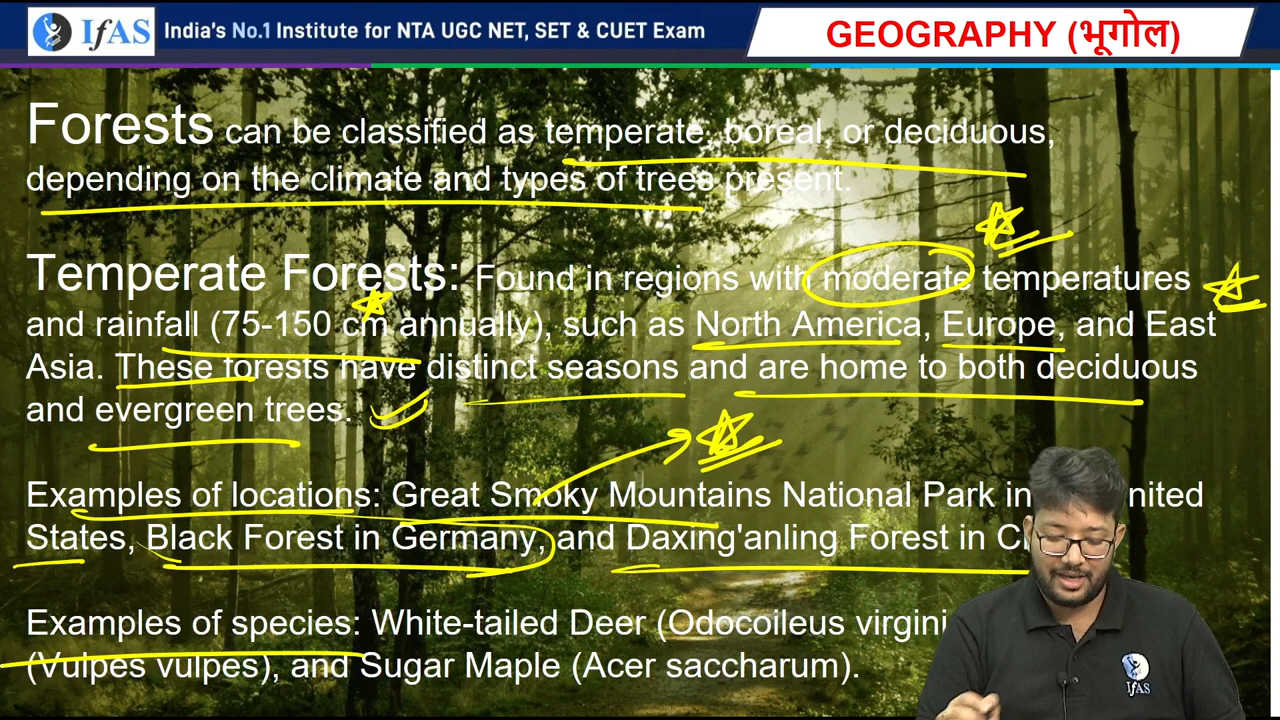 IfAS India's No.1 Institute for NTA UGC NET, SET & CUET Exam
GEOGRAPHY (भूगोल)
Forests can be classified as temperate, boreal, or deciduous,
depending on the climate and types of trees present.
Temperate Forests: Found in regions with moderate temperatures
and rainfall (75-150 cm annually), such as North America, Europe, and East
Asia. These forests have distinct seasons and are home to both deciduous
and evergreen trees.
Examples of locations: Great Smoky Mountains National Park in
States, Black Forest in Germany, and Daxing'anling Forest in
Examples of species: White-tailed Deer (Odocoileus
(Vulpes vulpes), and Sugar Maple (Acer saccharum).
IfAS